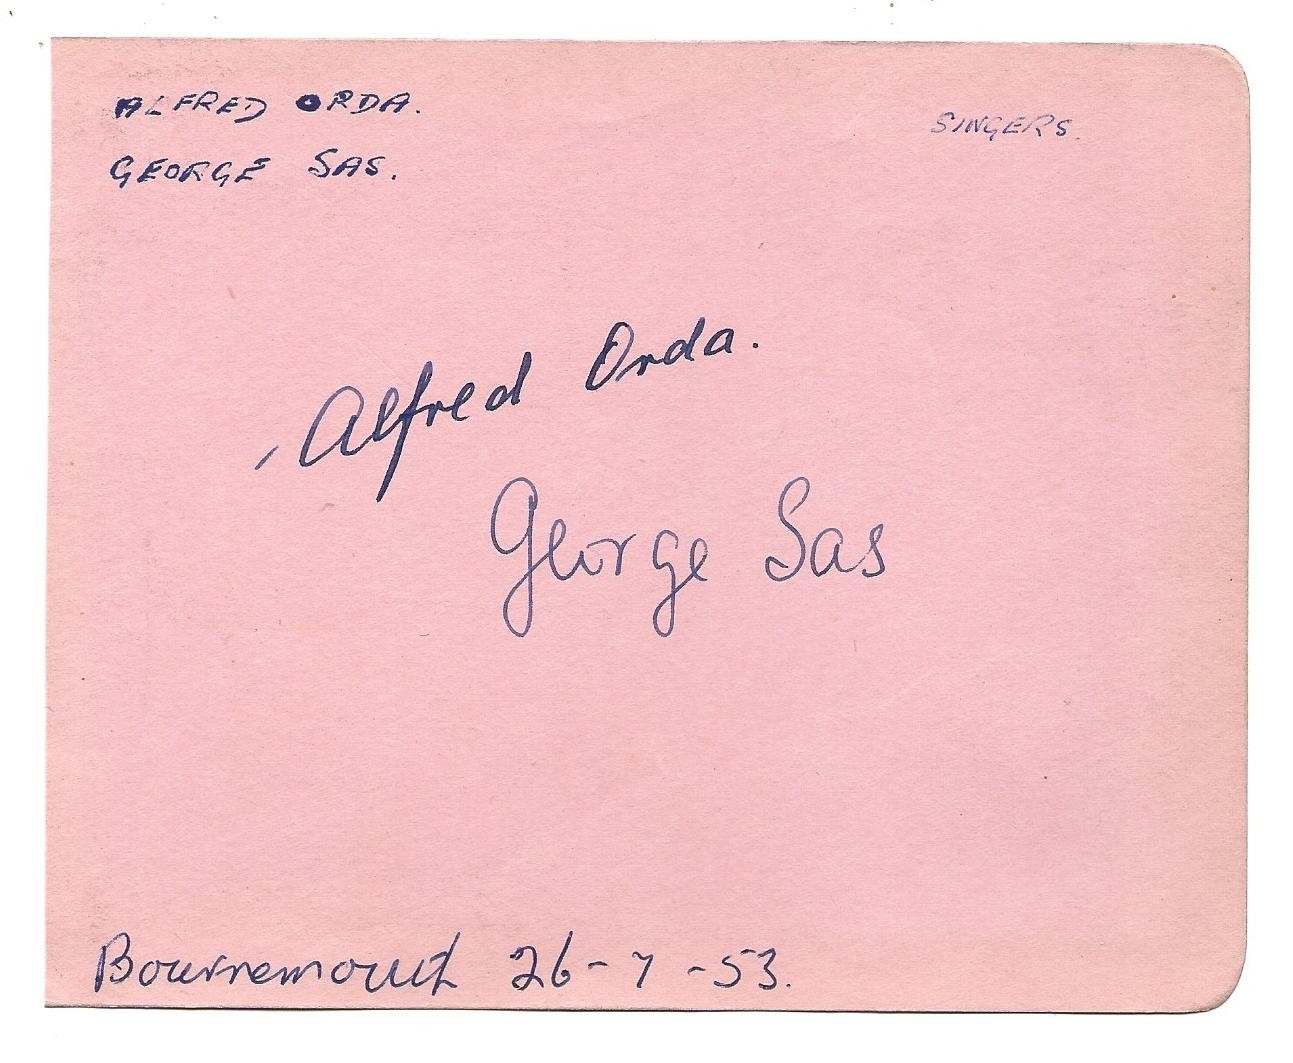 ALFRED ORDA.
SINGERS.
GEORGE SAS.
Alfred Orda.
George Sas
Bournemouth 26-7-53.